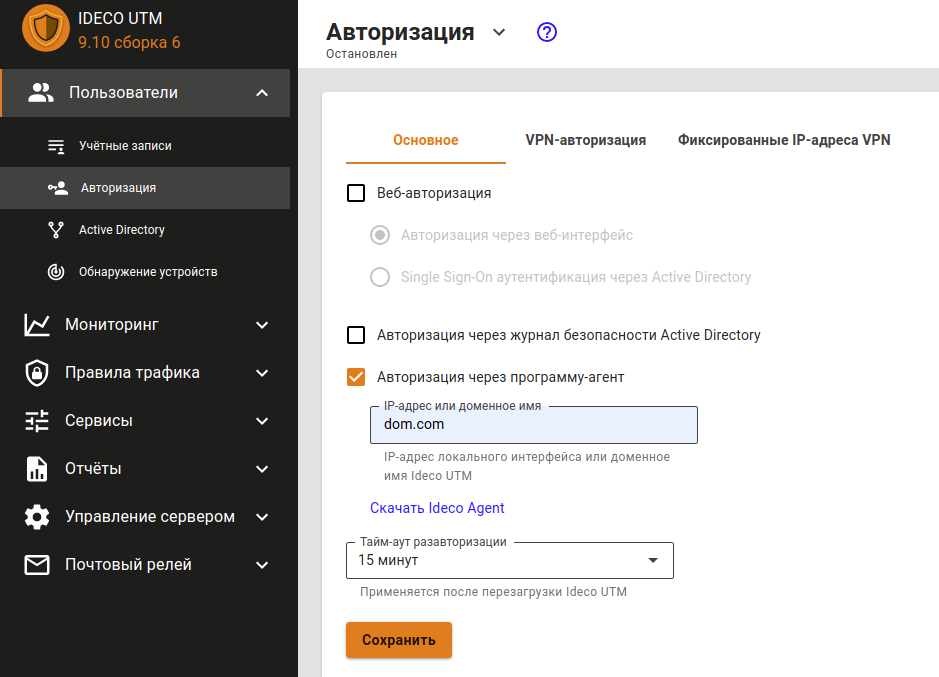 IDECO UTM
9.10 сборка 6
Пользователи
Учётные записи
Авторизация
Active Directory
Обнаружение устройств
Мониторинг
Правила трафика
Сервисы
Отчёты
Управление сервером
Почтовый релей
Авторизация
Остановлен
Основное
VPN-авторизация
Фиксированные IP-адреса VPN
Веб-авторизация
Авторизация через веб-интерфейс
Single Sign-On аутентификация через Active Directory
Авторизация через журнал безопасности Active Directory
Авторизация через программу-агент
IP-адрес или доменное имя
dom.com
IP-адрес локального интерфейса или доменное
имя Ideco UTM
Скачать Ideco Agent
Тайм-аут разавторизации
15 минут
Применяется после перезагрузки Ideco UTM
Сохранить